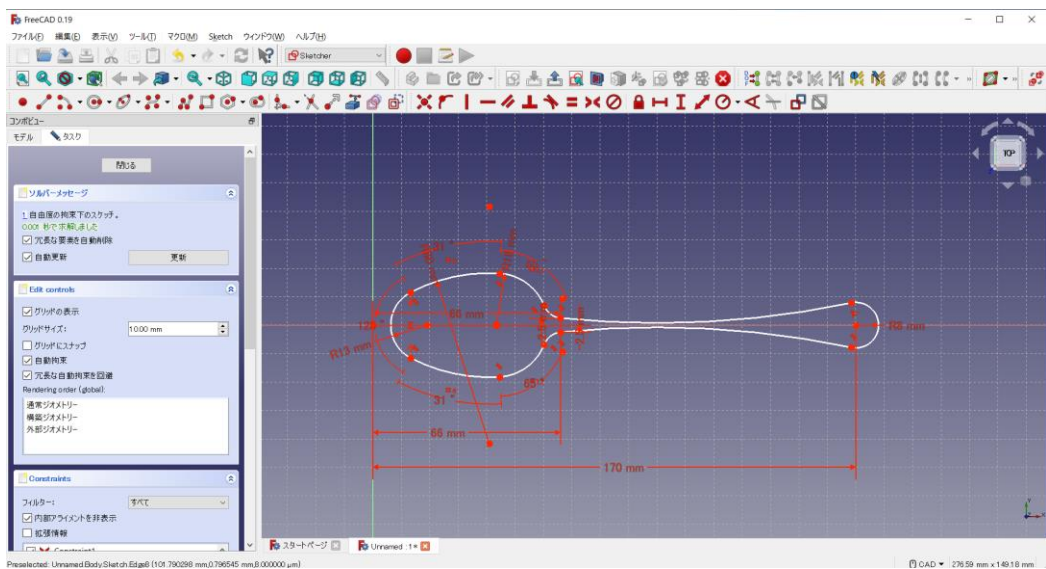 FreeCAD 0.19
ファイル(F) 編集(E) 表示(V) ツール(T) マクロ(M) Sketch ウィンドウ(W) ヘルプ(H)
Sketcher
コンボビュー
モデル タスク
閉じる
ソルバーメッセージ
1 自由度の拘束下のスケッチ。
0.001 秒で求解しました
冗長な要素を自動削除
自動更新 更新
Edit controls
グリッドの表示
グリッドサイズ: 10.00 mm
グリッドにスナップ
自動拘束
冗長な自動拘束を回避
Rendering order (global):
通常ジオメトリー
構築ジオメトリー
外部ジオメトリー
Constraints
フィルター: すべて
内部アライメントを非表示
拡張情報
Constraint1
66 mm
R13 mm
R8 mm
31 °
65 °
66 mm
170 mm
スタートページ Unnamed : 1*
Preselected: Unnamed.Body.Sketch.Edge8 (101.790298 mm,0.796545 mm,8.000000 µm) CAD 276.59 mm x 149.18 mm